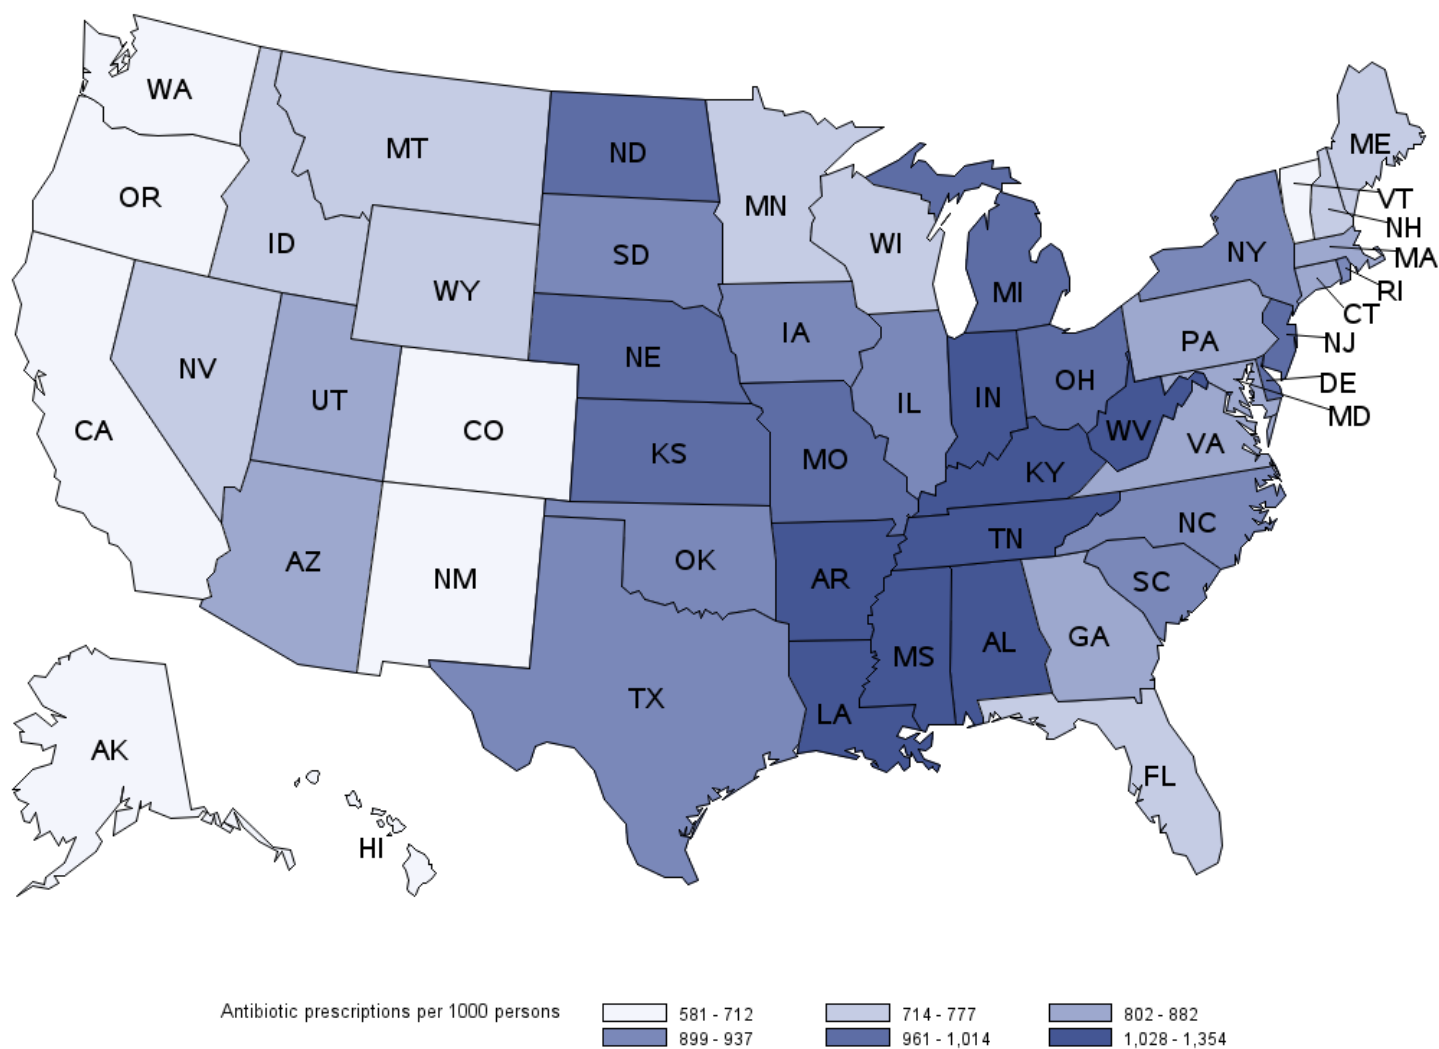 WA
MT
ND
ME
OR
MN
VT
ID
WI
NH
NY
MA
SD
WY
MI
RI
CT
IA
PA
NJ
NV
NE
OH
DE
UT
IL
IN
MD
CA
CO
WV
VA
KS
MO
KY
NC
TN
AZ
OK
NM
AR
SC
GA
AL
MS
TX
LA
AK
FL
HI
Antibiotic prescriptions per 1000 persons
581 - 712
714 - 777
802 - 882
899 - 937
961 - 1,014
1,028 - 1,354